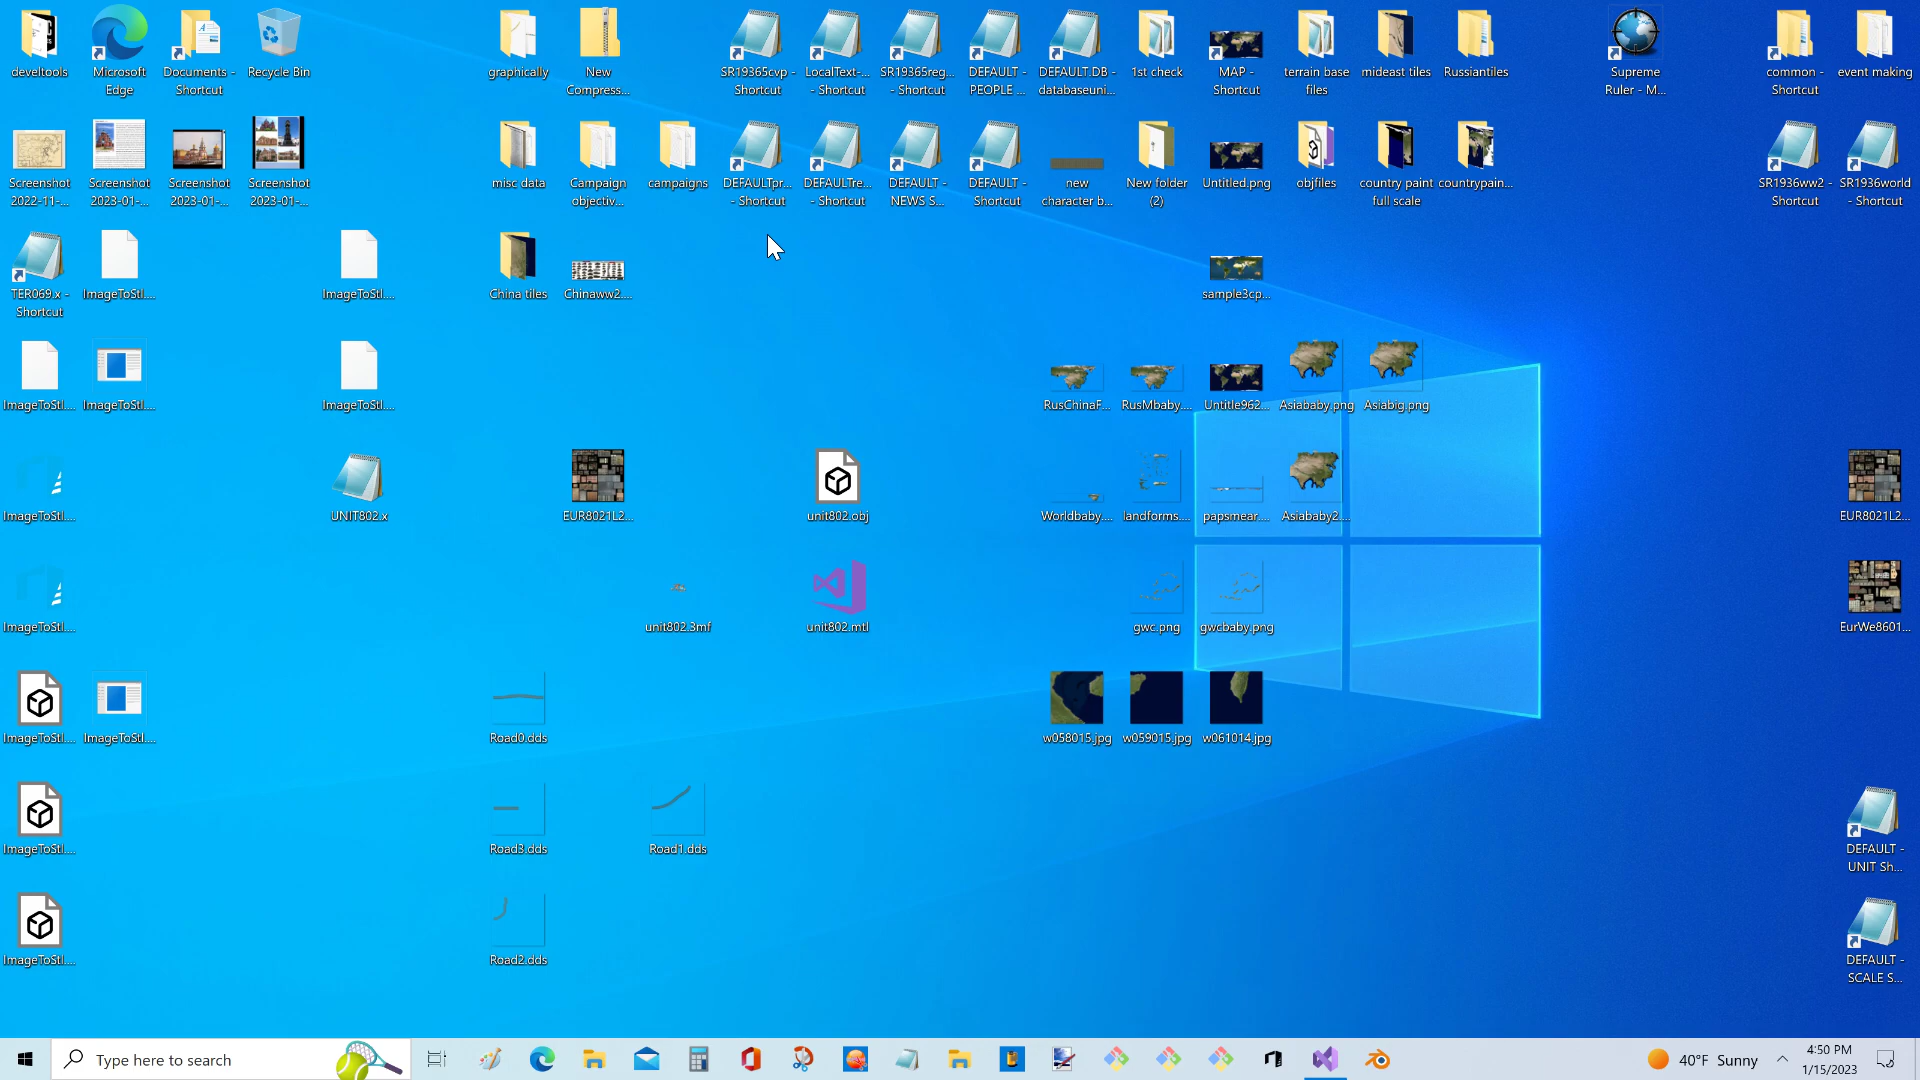 develtools
Microsoft
Edge
Documents -
Shortcut
Recycle Bin
graphically
New
Compress...
SR19365cvp -
Shortcut
LocalText-...
- Shortcut
SR19365reg...
- Shortcut
DEFAULT -
PEOPLE ...
DEFAULT.DB -
databaseuni...
1st check
MAP -
Shortcut
terrain base
files
mideast tiles
Russiantiles
Supreme
Ruler - M...
common -
Shortcut
event making
Screenshot
2022-11-...
Screenshot
2023-01-...
Screenshot
2023-01-...
Screenshot
2023-01-...
misc data
Campaign
objectiv...
campaigns
DEFAULTpr...
- Shortcut
DEFAULTre...
- Shortcut
DEFAULT -
NEWS S...
DEFAULT -
Shortcut
new
character b...
New folder
(2)
Untitled.png
objfiles
country paint
full scale
countrypain...
SR1936ww2 -
Shortcut
SR1936world
- Shortcut
TER069.x -
Shortcut
ImageToStl....
ImageToStl....
China tiles
Chinaww2....
sample3cp...
ImageToStl....
ImageToStl....
ImageToStl....
RusChinaF...
RusMbaby....
Untitle962...
Asiababy.png
Asiabig.png
ImageToStl....
UNIT802.x
EUR8021L2...
unit802.obj
Worldbaby....
landforms....
papsmear....
Asiababy2....
EUR8021L2...
ImageToStl....
unit802.3mf
unit802.mtl
gwc.png
gwcbaby.png
EurWe8601...
ImageToStl....
ImageToStl....
Road0.dds
w058015.jpg
w059015.jpg
w061014.jpg
ImageToStl....
Road3.dds
Road1.dds
DEFAULT -
UNIT Sh...
ImageToStl....
Road2.dds
DEFAULT -
SCALE S...
Type here to search
40°F Sunny
4:50 PM
1/15/2023